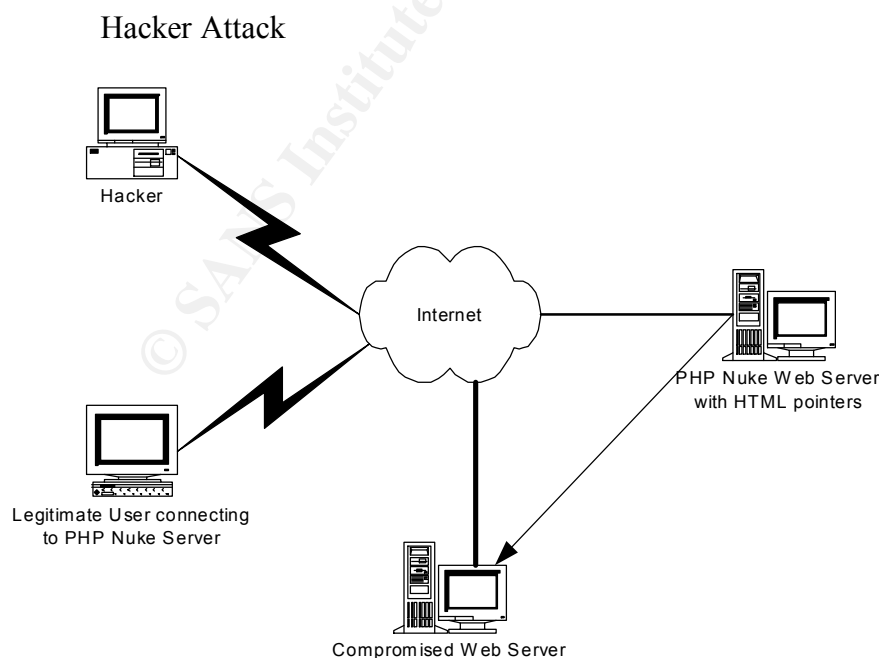 Hacker Attack
© SANS Institute
Hacker
Internet
PHP Nuke Web Server
with HTML pointers
Legitimate User connecting
to PHP Nuke Server
Compromised Web Server